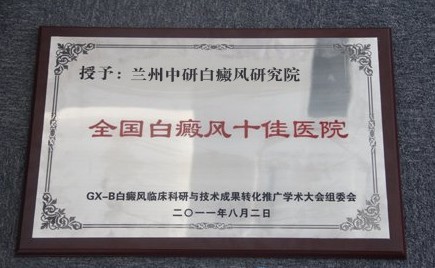 授予：兰州中研白癜风研究院
全国白癜风十佳医院
GX-B白癜风临床科研与技术成果转化推广学术大会组委会
二〇一一年八月二日